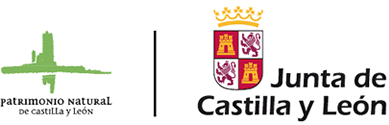 PATRIMONIO NATURAL
DE CASTILLA Y LEÓN
Junta de
Castilla y León